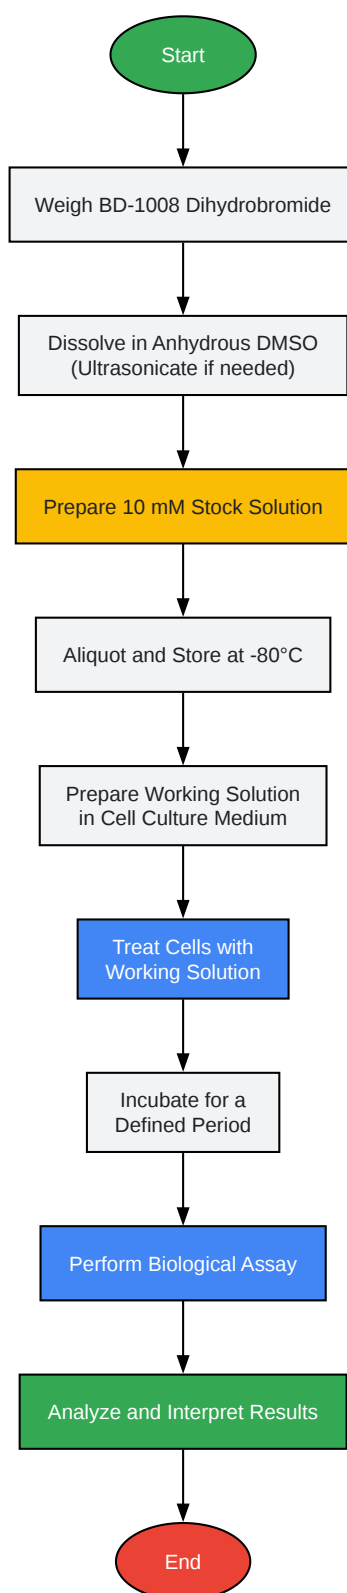 Start
Weigh BD-1008 Dihydrobromide
Dissolve in Anhydrous DMSO
(Ultrasonicate if needed)
Prepare 10 mM Stock Solution
Aliquot and Store at -80°C
Prepare Working Solution
in Cell Culture Medium
Treat Cells with
Working Solution
Incubate for a
Defined Period
Perform Biological Assay
Analyze and Interpret Results
End